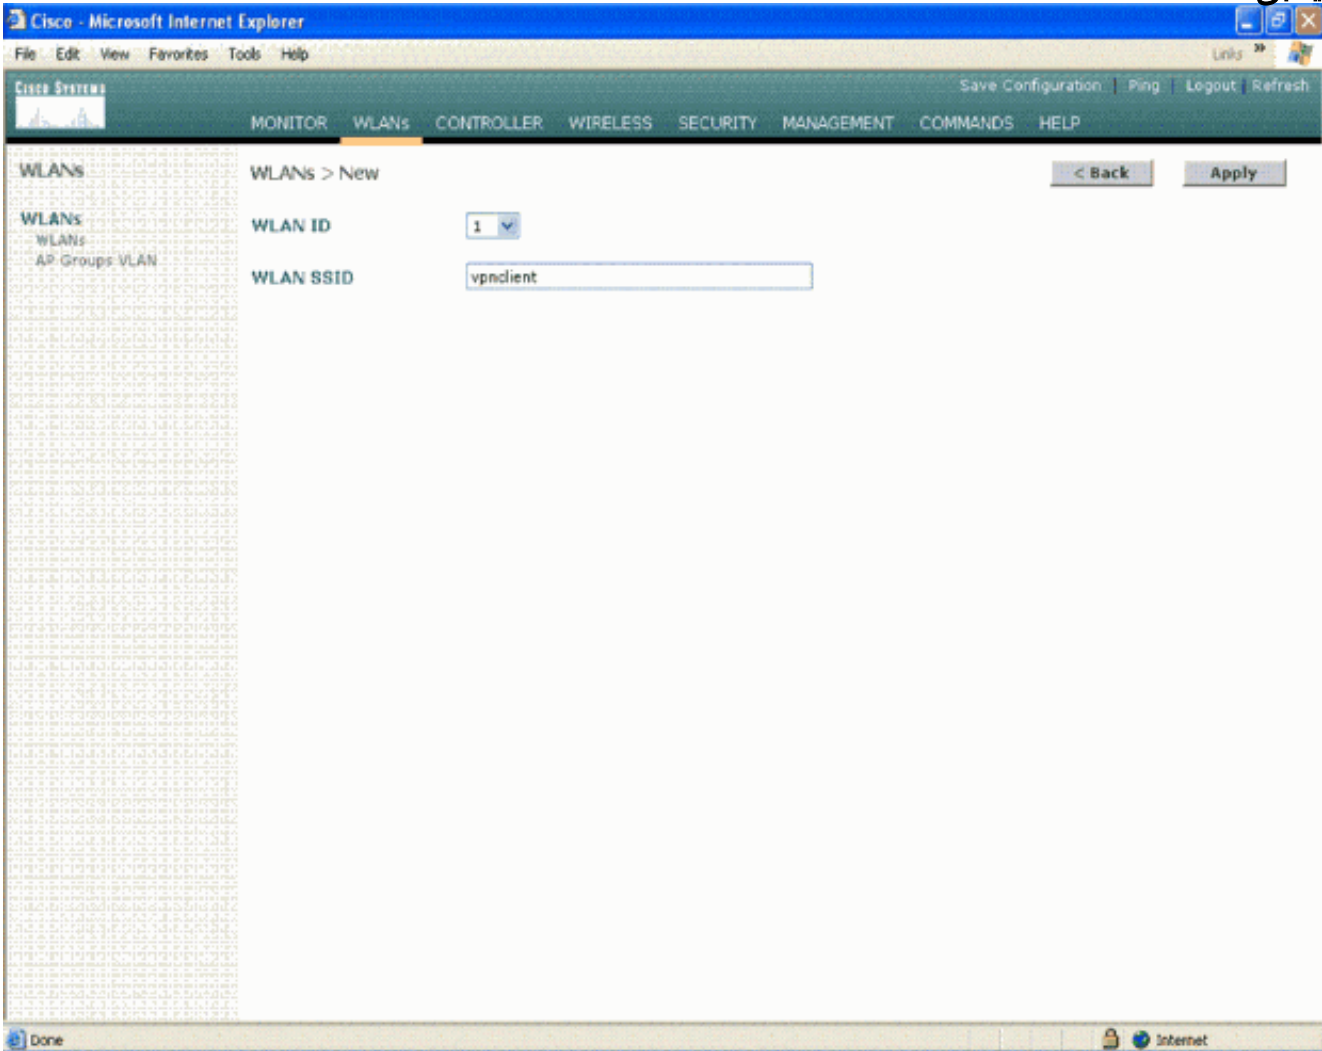 Cisco - Microsoft Internet Explorer
File Edit View Favorites Tools Help Links »
CISCO SYSTEMS
Save Configuration | Ping | Logout | Refresh
MONITOR WLANs CONTROLLER WIRELESS SECURITY MANAGEMENT COMMANDS HELP
WLANs
WLANs
WLANs
AP Groups VLAN
WLANs > New
< Back Apply
WLAN ID 1
WLAN SSID vpnclient
Done Internet